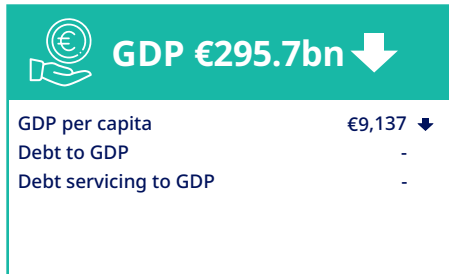 GDP €295.7bn
GDP per capita €9,137
Debt to GDP -
Debt servicing to GDP -